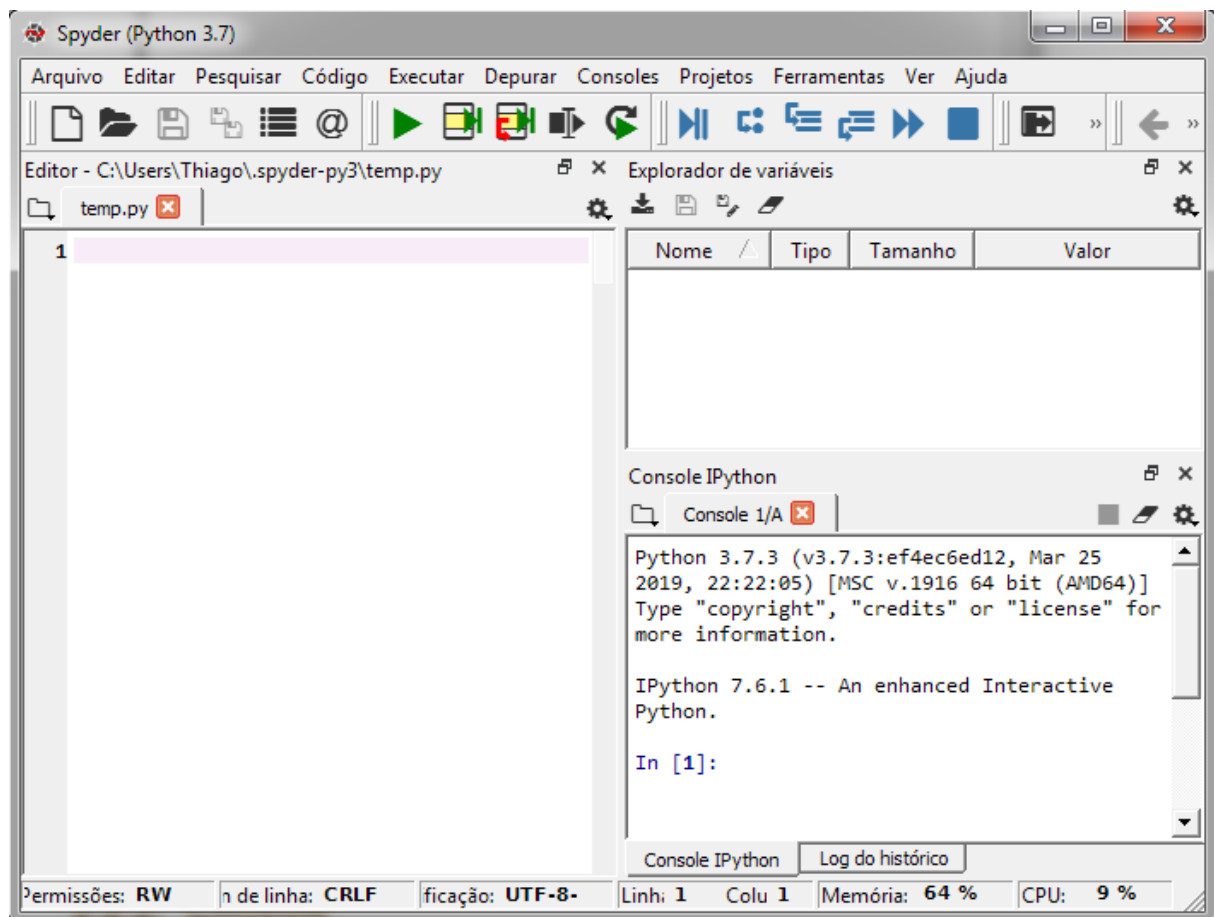 Spyder (Python 3.7)
Arquivo Editar Pesquisar Código Executar Depurar Consoles Projetos Ferramentas Ver Ajuda
Editor - C:\Users\Thiago\.spyder-py3\temp.py
temp.py
1
Explorador de variáveis
Nome Tipo Tamanho Valor
Console IPython
Console 1/A
Python 3.7.3 (v3.7.3:ef4ec6ed12, Mar 25
2019, 22:22:05) [MSC v.1916 64 bit (AMD64)]
Type "copyright", "credits" or "license" for
more information.
IPython 7.6.1 -- An enhanced Interactive
Python.
In [1]:
Console IPython Log do histórico
Permissões: RW n de linha: CRLF ficação: UTF-8- Linh: 1 Colu 1 Memória: 64 % CPU: 9 %